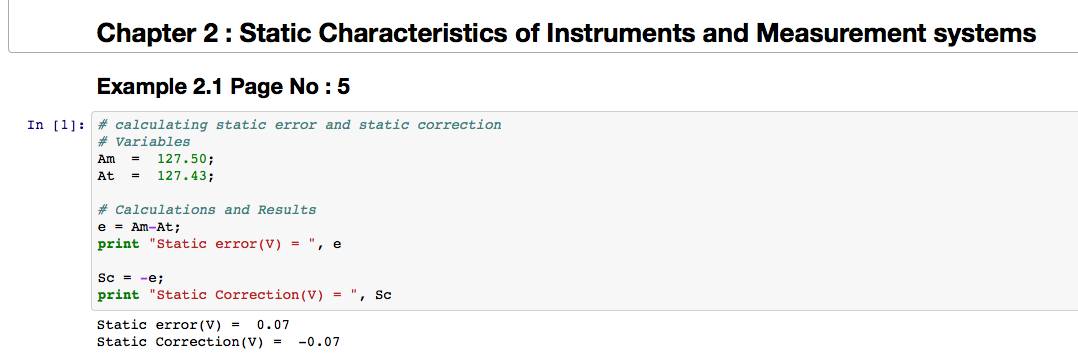 Chapter 2 : Static Characteristics of Instruments and Measurement systems
Example 2.1 Page No : 5
In [1]: # calculating static error and static correction
# Variables
Am  =  127.50;
At  =  127.43;
# Calculations and Results
e = Am-At;
print "Static error(V) = ", e
Sc = -e;
print "Static Correction(V) = ", Sc
Static error(V) =  0.07
Static Correction(V) =  -0.07